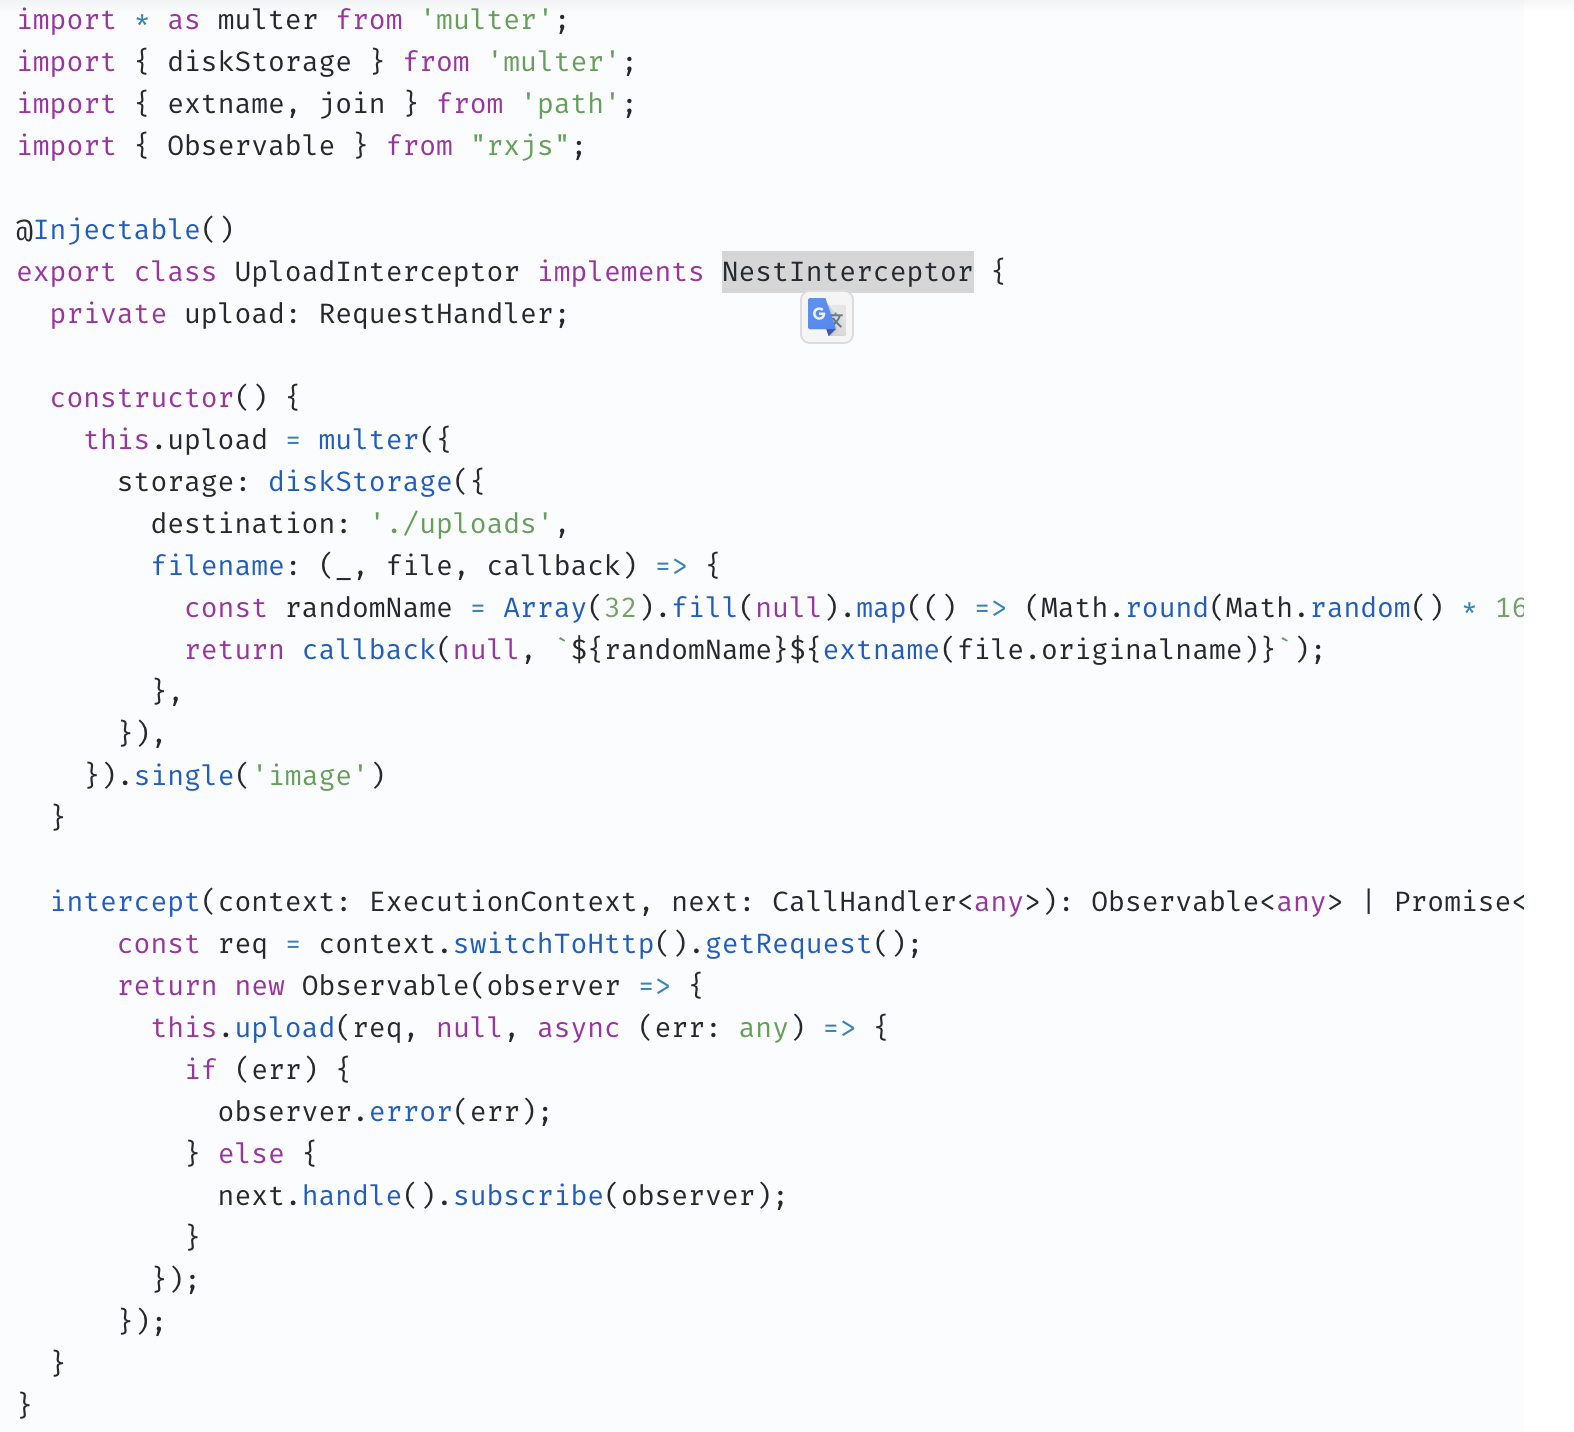 import * as multer from 'multer';
import { diskStorage } from 'multer';
import { extname, join } from 'path';
import { Observable } from "rxjs";

@Injectable()
export class UploadInterceptor implements NestInterceptor {
  private upload: RequestHandler;

  constructor() {
    this.upload = multer({
      storage: diskStorage({
        destination: './uploads',
        filename: (_, file, callback) => {
          const randomName = Array(32).fill(null).map(() => (Math.round(Math.random() * 16
          return callback(null, `${randomName}${extname(file.originalname)}`);
        },
      }),
    }).single('image')
  }

  intercept(context: ExecutionContext, next: CallHandler<any>): Observable<any> | Promise<
      const req = context.switchToHttp().getRequest();
      return new Observable(observer => {
        this.upload(req, null, async (err: any) => {
          if (err) {
            observer.error(err);
          } else {
            next.handle().subscribe(observer);
          }
        });
      });
  }
}